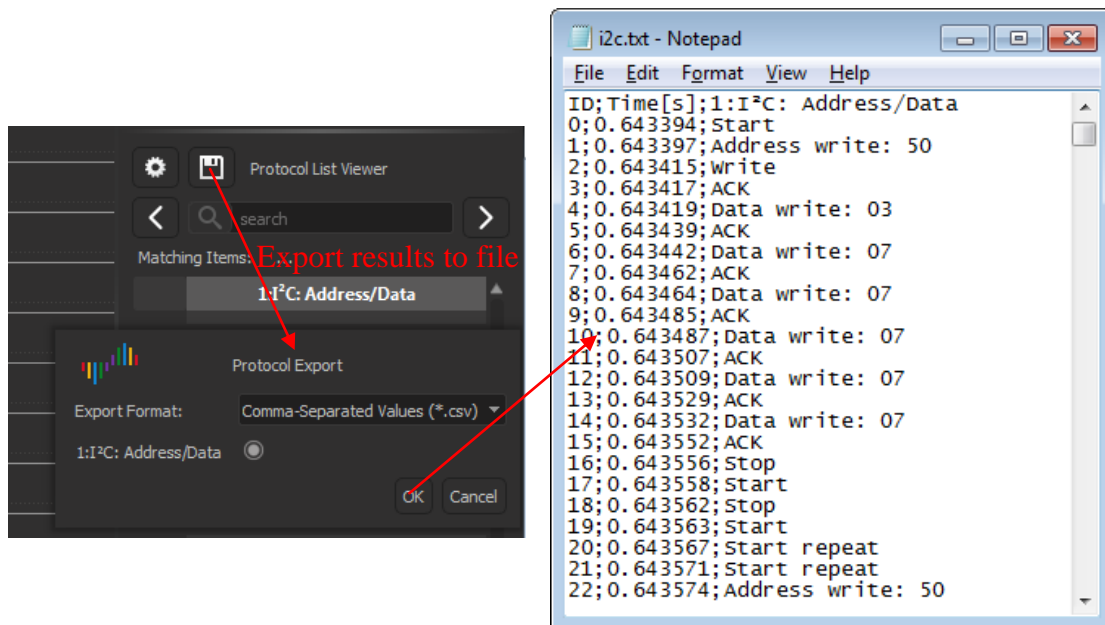 Protocol List Viewer
search
Export results to file
Matching Items:
1:I²C: Address/Data
Protocol Export
Export Format:
Comma-Separated Values (*.csv)
1:I²C: Address/Data
OK
Cancel
i2c.txt - Notepad
File Edit Format View Help
ID;Time[s];1:I²C: Address/Data
0;0.643394;Start
1;0.643397;Address write: 50
2;0.643415;Write
3;0.643417;ACK
4;0.643419;Data write: 03
5;0.643439;ACK
6;0.643442;Data write: 07
7;0.643462;ACK
8;0.643464;Data write: 07
9;0.643485;ACK
10;0.643487;Data write: 07
11;0.643507;ACK
12;0.643509;Data write: 07
13;0.643529;ACK
14;0.643532;Data write: 07
15;0.643552;ACK
16;0.643556;Stop
17;0.643558;Start
18;0.643562;Stop
19;0.643563;Start
20;0.643567;Start repeat
21;0.643571;Start repeat
22;0.643574;Address write: 50